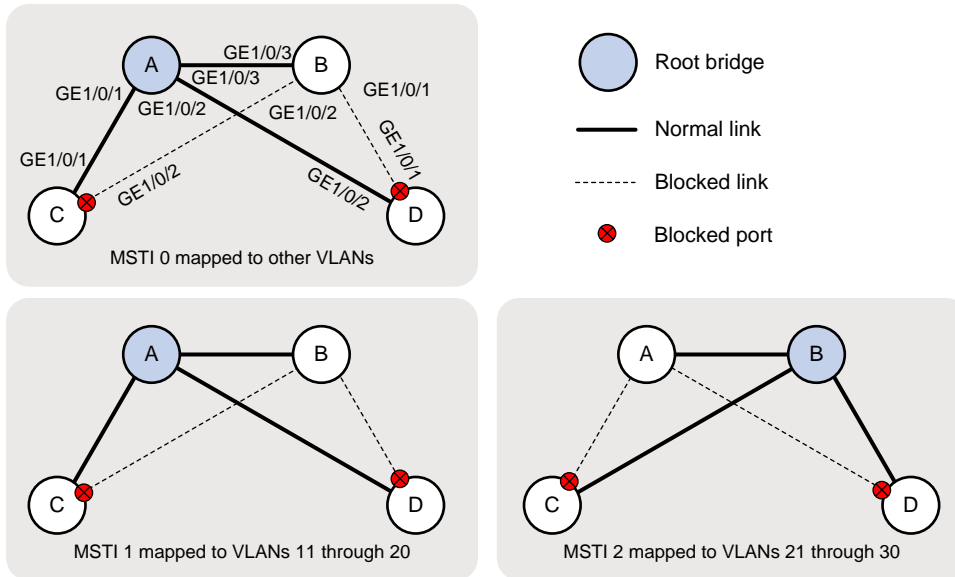 A
B
GE1/0/3
GE1/0/3
GE1/0/1
GE1/0/2
GE1/0/2
GE1/0/1
GE1/0/1
GE1/0/1
GE1/0/2
GE1/0/2
C
D
MSTI 0 mapped to other VLANs
Root bridge
Normal link
Blocked link
Blocked port
A
B
C
D
MSTI 1 mapped to VLANs 11 through 20
A
B
C
D
MSTI 2 mapped to VLANs 21 through 30